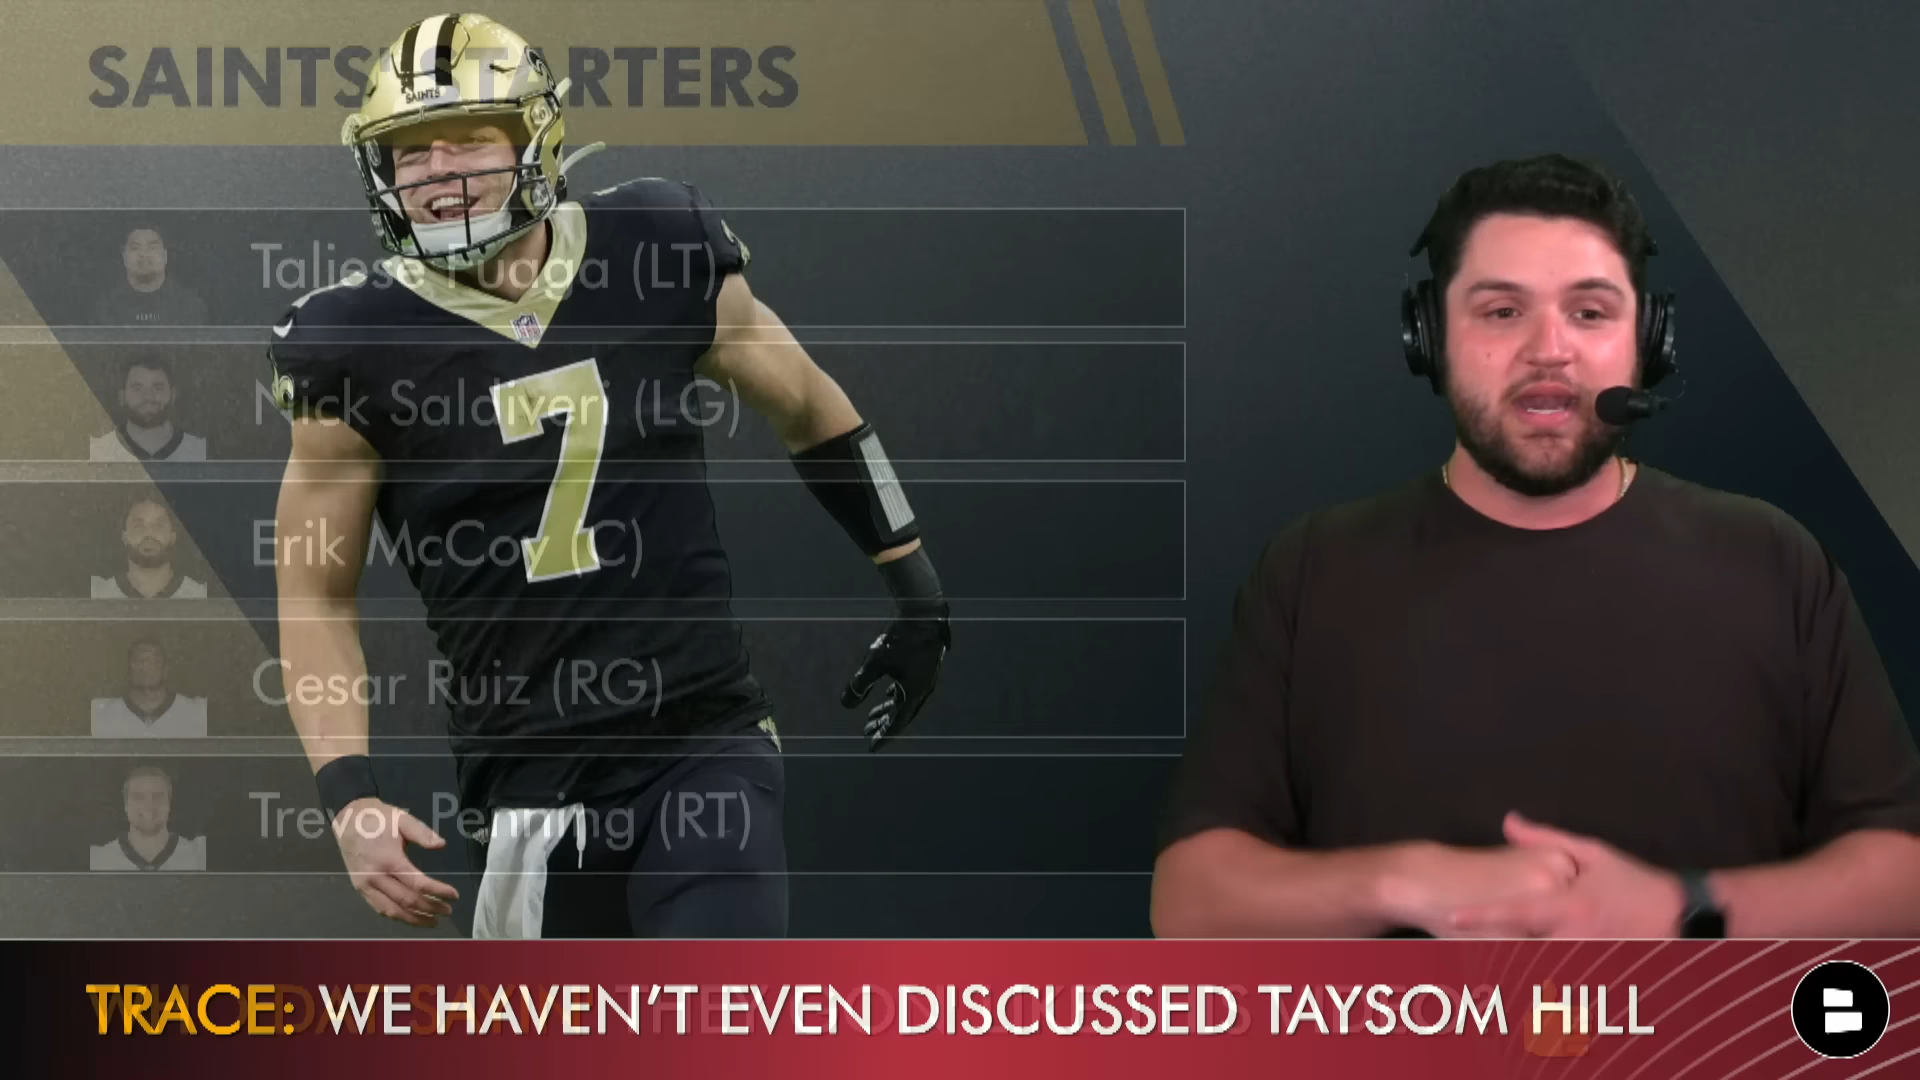 SAINTS' STARTERS
SAINTS
Taliese Fuaga (LT)
Nick Saldiveri (LG)
7
Erik McCoy (C)
Cesar Ruiz (RG)
Trevor Penning (RT)
TRACE: WE HAVEN'T EVEN DISCUSSED TAYSOM HILL